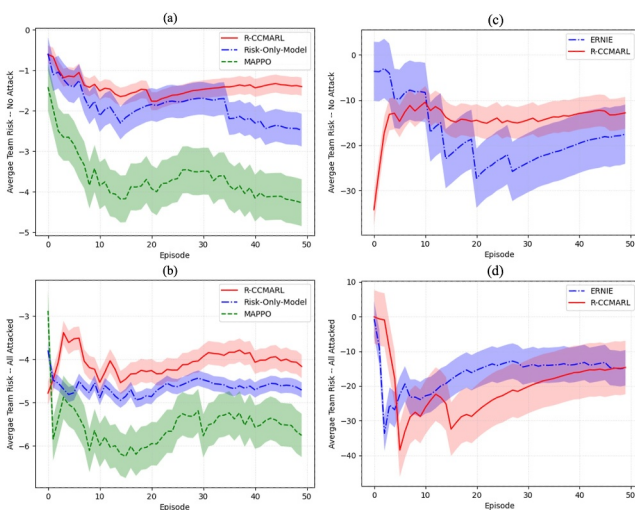 (a)
Avergae Team Risk -- No Attack
−1
−2
−3
−4
−5
R-CCMARL
Risk-Only-Model
MAPPO
0 10 20 30 40 50
Episode
(c)
Avergae Team Risk -- No Attack
0
−10
−20
−30
ERNIE
R-CCMARL
0 10 20 30 40 50
Episode
(b)
Avergae Team Risk -- All Attacked
−3
−4
−5
−6
R-CCMARL
Risk-Only-Model
MAPPO
0 10 20 30 40 50
Episode
(d)
Avergae Team Risk -- All Attacked
10
0
−10
−20
−30
−40
ERNIE
R-CCMARL
0 10 20 30 40 50
Episode